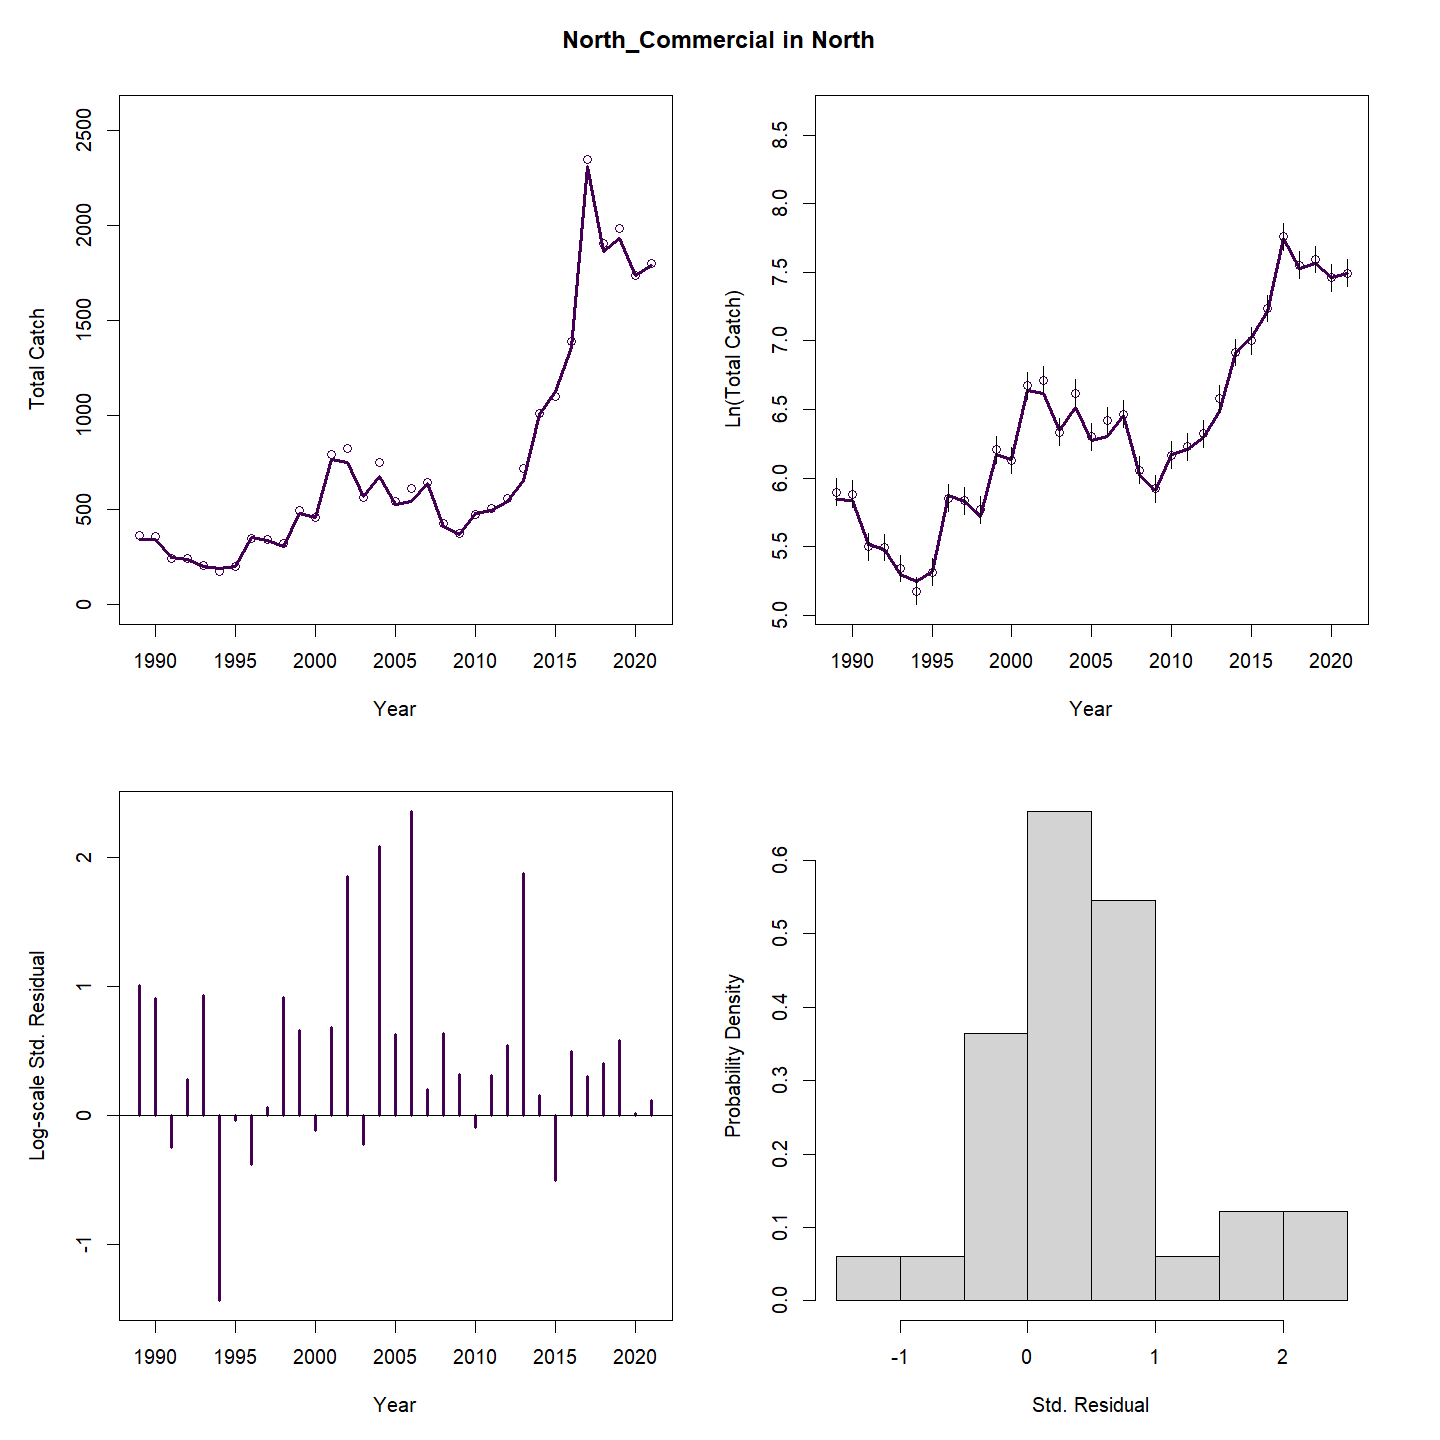 North_Commercial in North
Total Catch
0
500
1000
1500
2000
2500
1990 1995 2000 2005 2010 2015 2020
Year
Ln(Total Catch)
5.0
5.5
6.0
6.5
7.0
7.5
8.0
8.5
1990 1995 2000 2005 2010 2015 2020
Year
Log-scale Std. Residual
-1
0
1
2
1990 1995 2000 2005 2010 2015 2020
Year
Probability Density
0.0
0.1
0.2
0.3
0.4
0.5
0.6
-1 0 1 2
Std. Residual